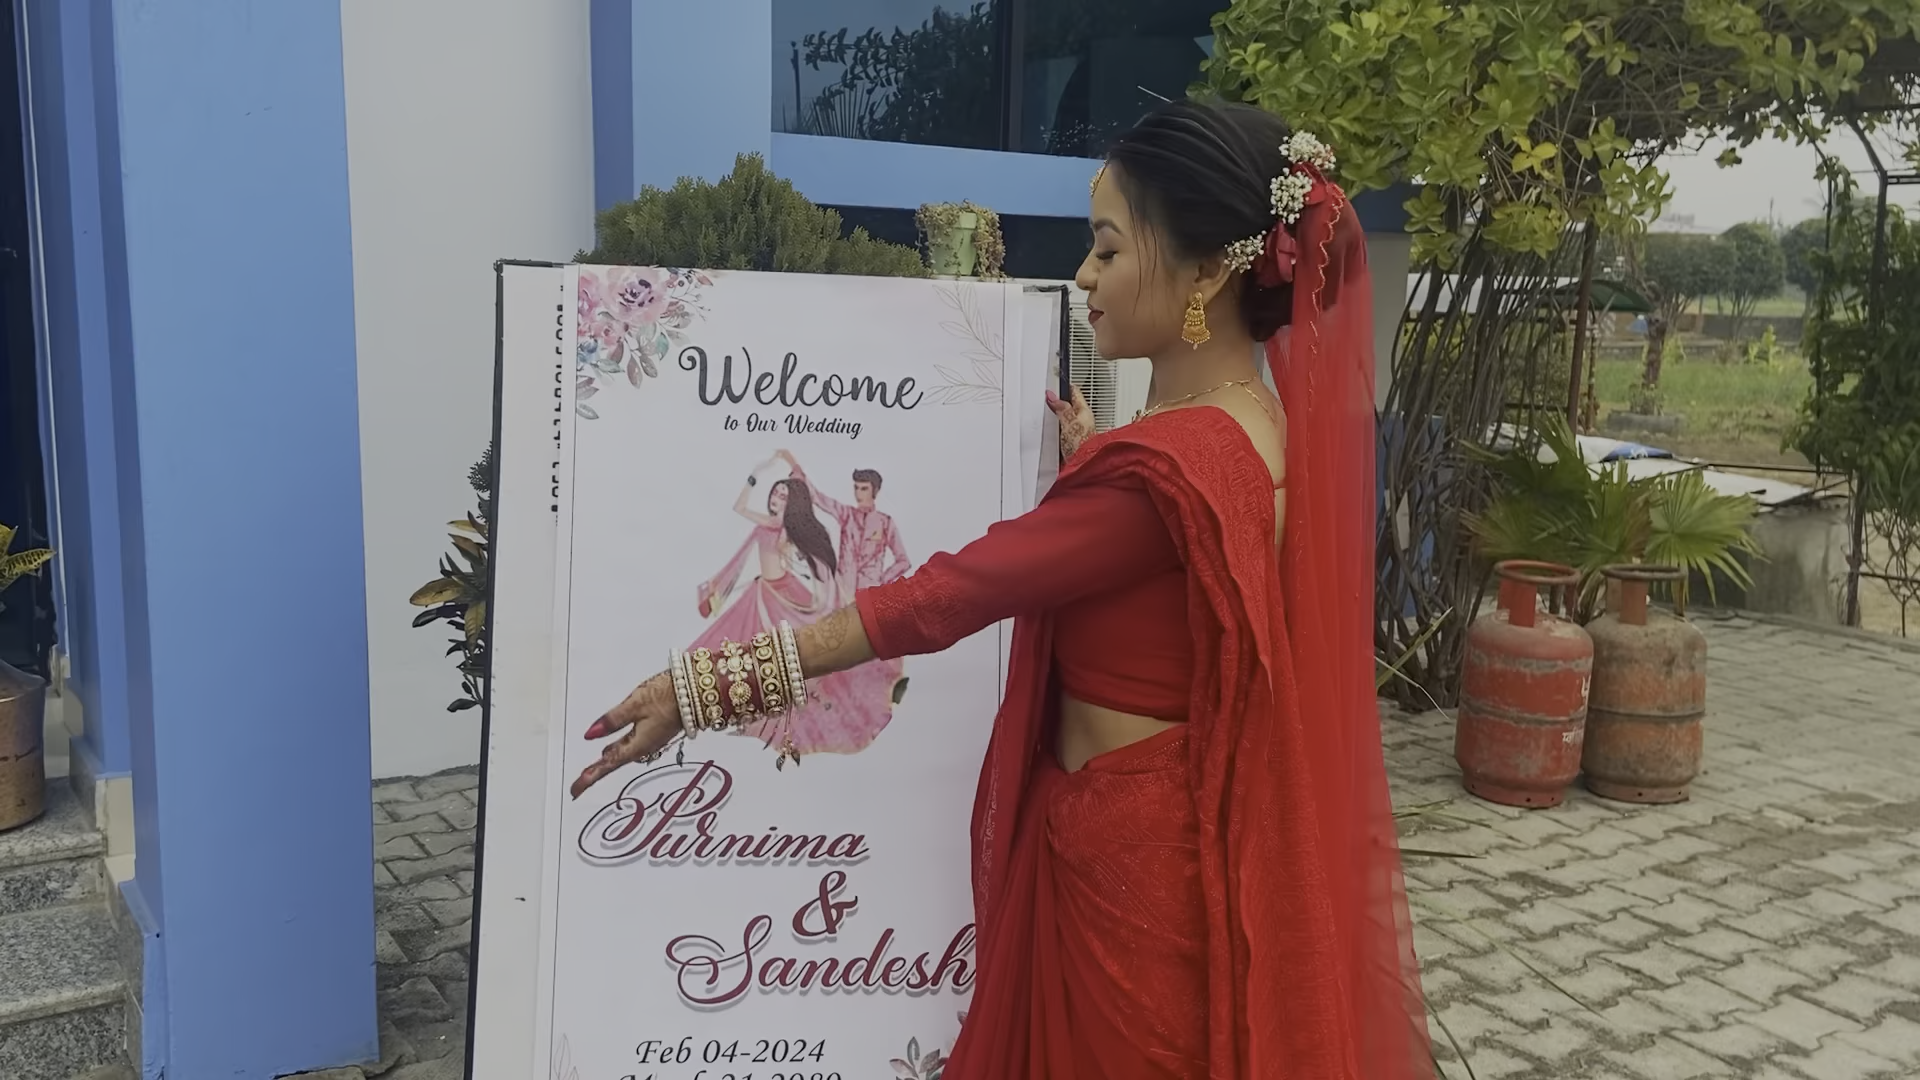 Welcome
to Our Wedding
Purnima
&
Sandesh
Feb 04-2024